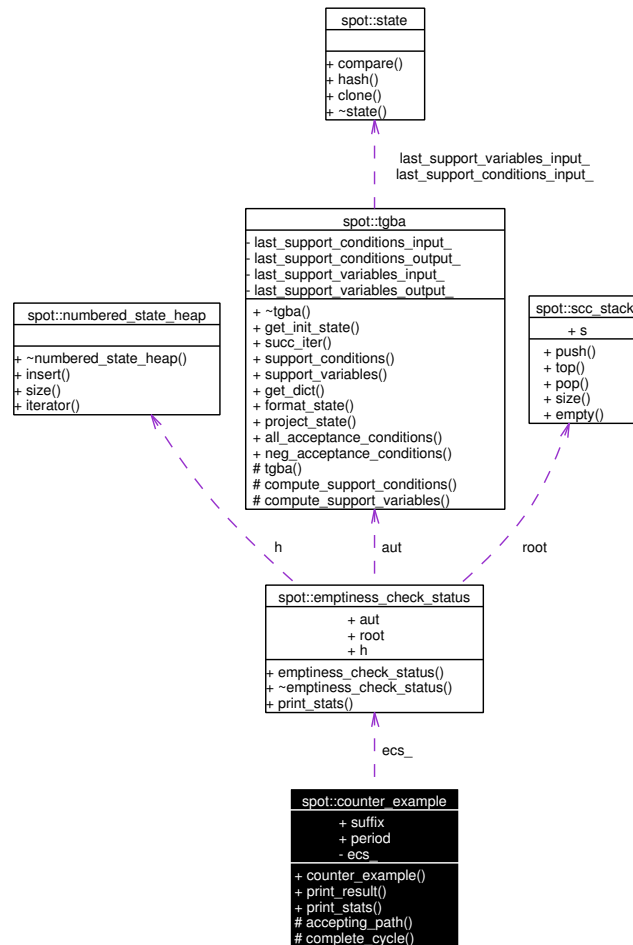 spot::state
+ compare()
+ hash()
+ clone()
+ ~state()
last_support_variables_input_
last_support_conditions_input_
spot::tgba
- last_support_conditions_input_
- last_support_conditions_output_
- last_support_variables_input_
- last_support_variables_output_
+ ~tgba()
+ get_init_state()
+ succ_iter()
+ support_conditions()
+ support_variables()
+ get_dict()
+ format_state()
+ project_state()
+ all_acceptance_conditions()
+ neg_acceptance_conditions()
# tgba()
# compute_support_conditions()
# compute_support_variables()
spot::numbered_state_heap
+ ~numbered_state_heap()
+ insert()
+ size()
+ iterator()
spot::scc_stack
+ s
+ push()
+ top()
+ pop()
+ size()
+ empty()
h
aut
root
spot::emptiness_check_status
+ aut
+ root
+ h
+ emptiness_check_status()
+ ~emptiness_check_status()
+ print_stats()
ecs_
spot::counter_example
+ suffix
+ period
- ecs_
+ counter_example()
+ print_result()
+ print_stats()
# accepting_path()
# complete_cycle()